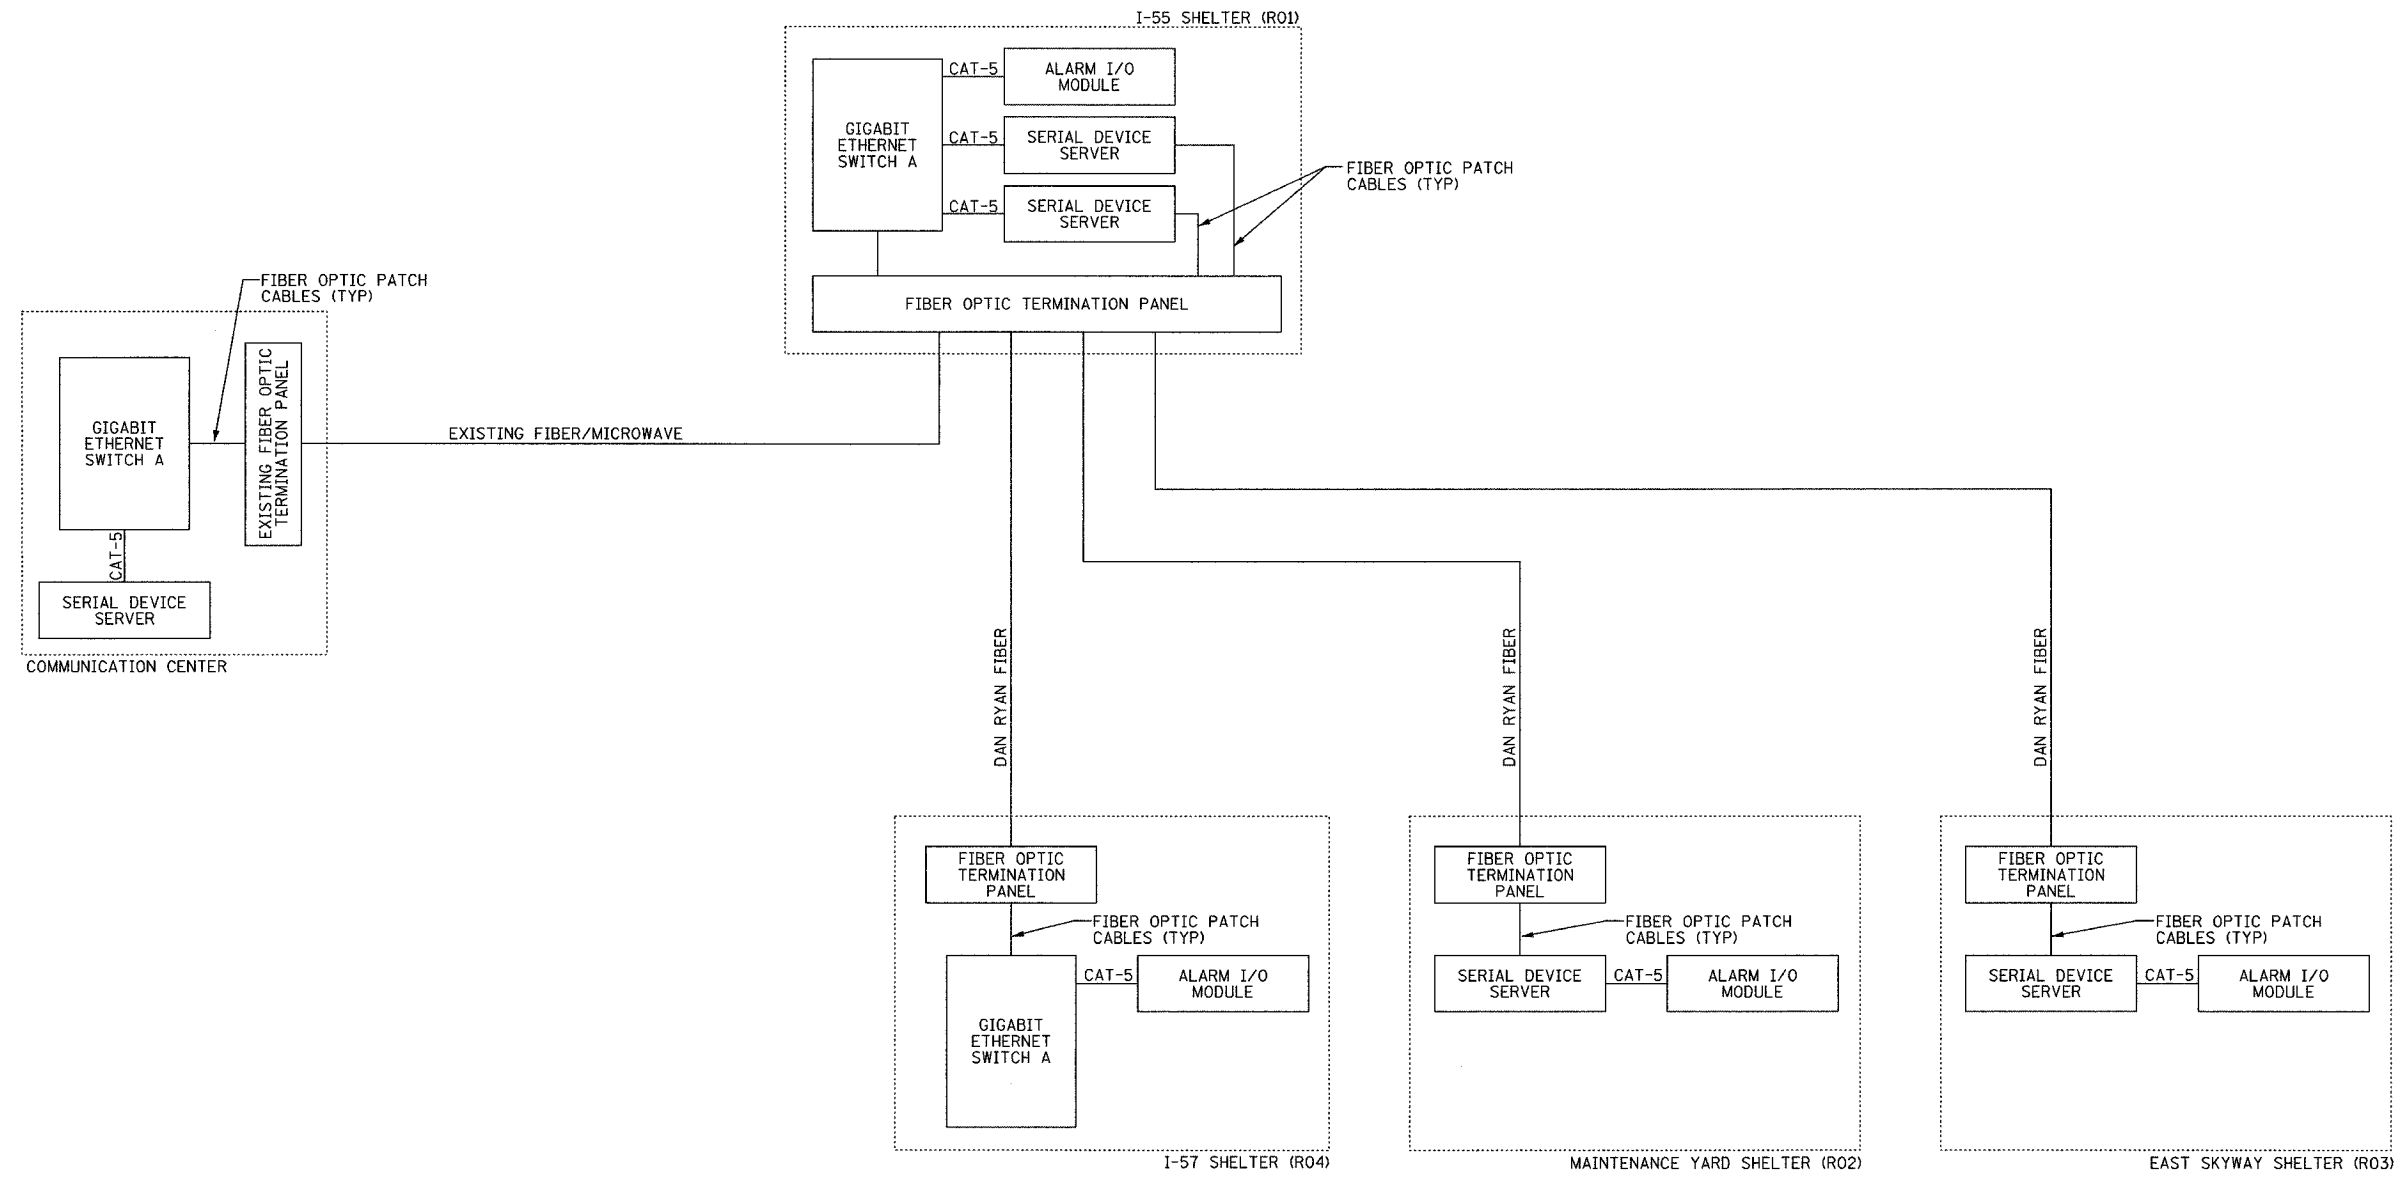 I-55 SHELTER (R01)
GIGABIT
ETHERNET
SWITCH A
CAT-5
ALARM I/O
MODULE
CAT-5
SERIAL DEVICE
SERVER
CAT-5
SERIAL DEVICE
SERVER
FIBER OPTIC PATCH
CABLES (TYP)
FIBER OPTIC TERMINATION PANEL
FIBER OPTIC PATCH
CABLES (TYP)
GIGABIT
ETHERNET
SWITCH A
EXISTING FIBER OPTIC
TERMINATION PANEL
CAT-5
SERIAL DEVICE
SERVER
COMMUNICATION CENTER
EXISTING FIBER/MICROWAVE
DAN RYAN FIBER
DAN RYAN FIBER
DAN RYAN FIBER
FIBER OPTIC
TERMINATION
PANEL
FIBER OPTIC PATCH
CABLES (TYP)
GIGABIT
ETHERNET
SWITCH A
CAT-5
ALARM I/O
MODULE
I-57 SHELTER (R04)
FIBER OPTIC
TERMINATION
PANEL
FIBER OPTIC PATCH
CABLES (TYP)
SERIAL DEVICE
SERVER
CAT-5
ALARM I/O
MODULE
MAINTENANCE YARD SHELTER (R02)
FIBER OPTIC
TERMINATION
PANEL
FIBER OPTIC PATCH
CABLES (TYP)
SERIAL DEVICE
SERVER
CAT-5
ALARM I/O
MODULE
EAST SKYWAY SHELTER (R03)